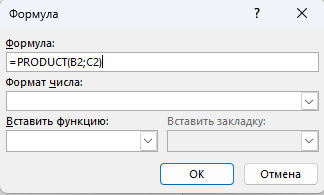 Формула
Формула:
=PRODUCT(B2;C2)
Формат числа:
Вставить функцию: Вставить закладку:
ОК Отмена